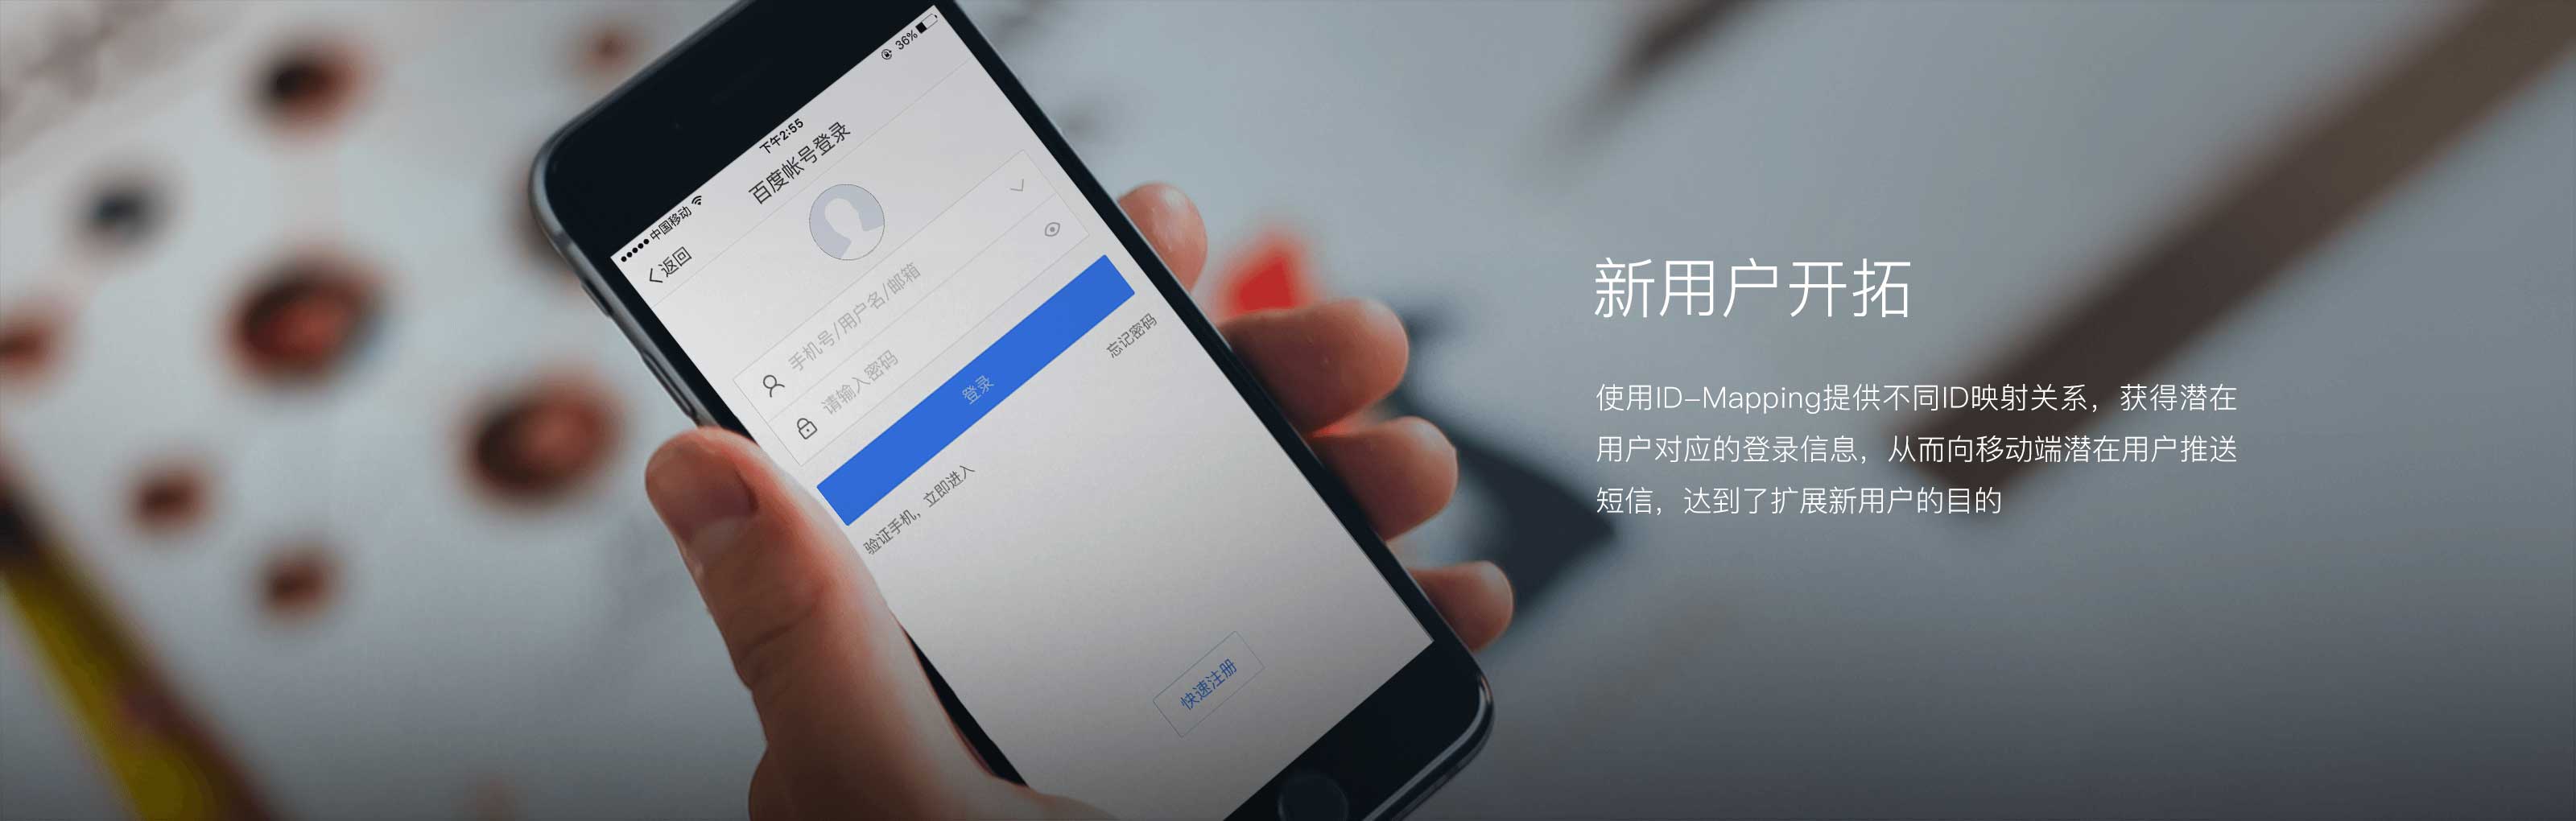 中国移动
下午2:55
36%
返回
百度帐号登录
手机号/用户名/邮箱
请输入密码
登录
验证手机，立即进入
忘记密码
快速注册
新用户开拓
使用ID-Mapping提供不同ID映射关系，获得潜在
用户对应的登录信息，从而向移动端潜在用户推送
短信，达到了扩展新用户的目的